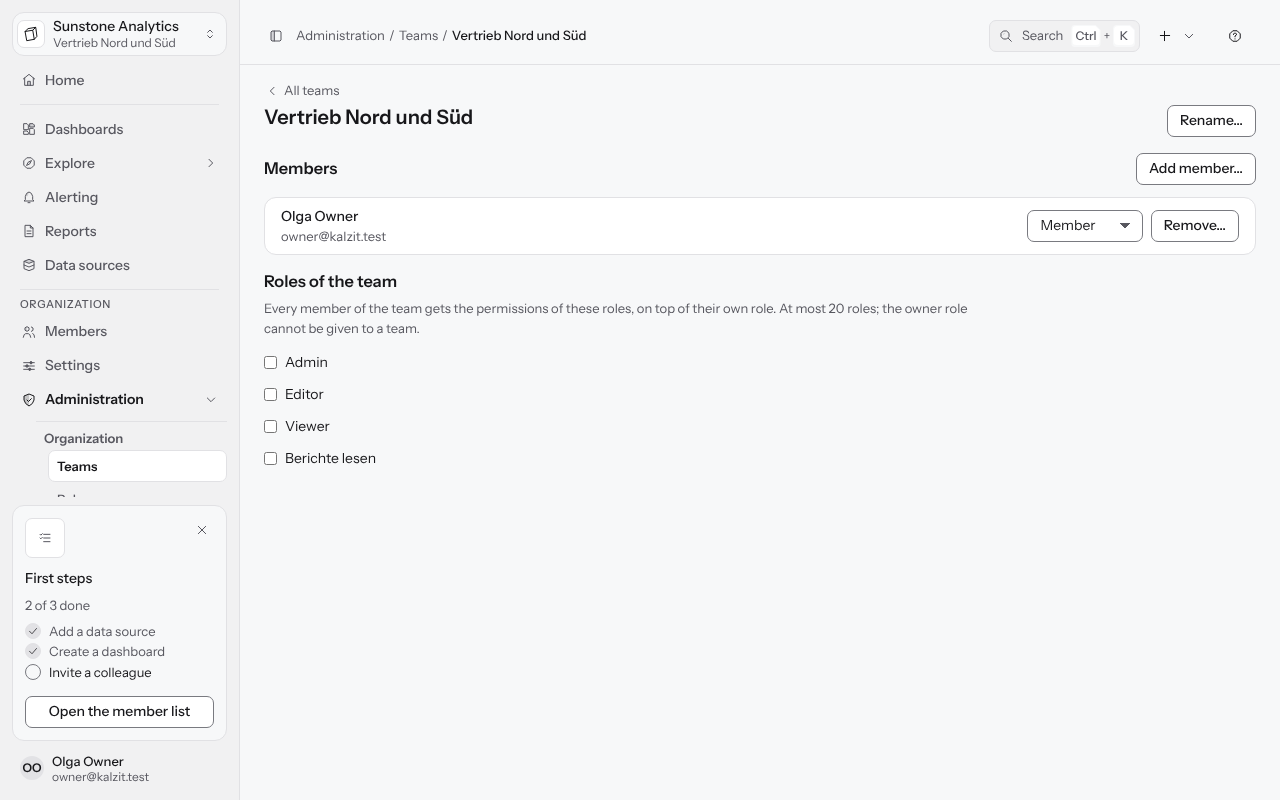 Sunstone Analytics
Vertrieb Nord und Süd
Home
Dashboards
Explore
Alerting
Reports
Data sources
ORGANIZATION
Members
Settings
Administration
Organization
Teams
First steps
2 of 3 done
Add a data source
Create a dashboard
Invite a colleague
Open the member list
OO
Olga Owner
owner@kalzit.test
Administration / Teams / Vertrieb Nord und Süd
Search Ctrl + K
All teams
Vertrieb Nord und Süd
Rename...
Members
Add member...
Olga Owner
owner@kalzit.test
Member
Remove...
Roles of the team
Every member of the team gets the permissions of these roles, on top of their own role. At most 20 roles; the owner role
cannot be given to a team.
Admin
Editor
Viewer
Berichte lesen